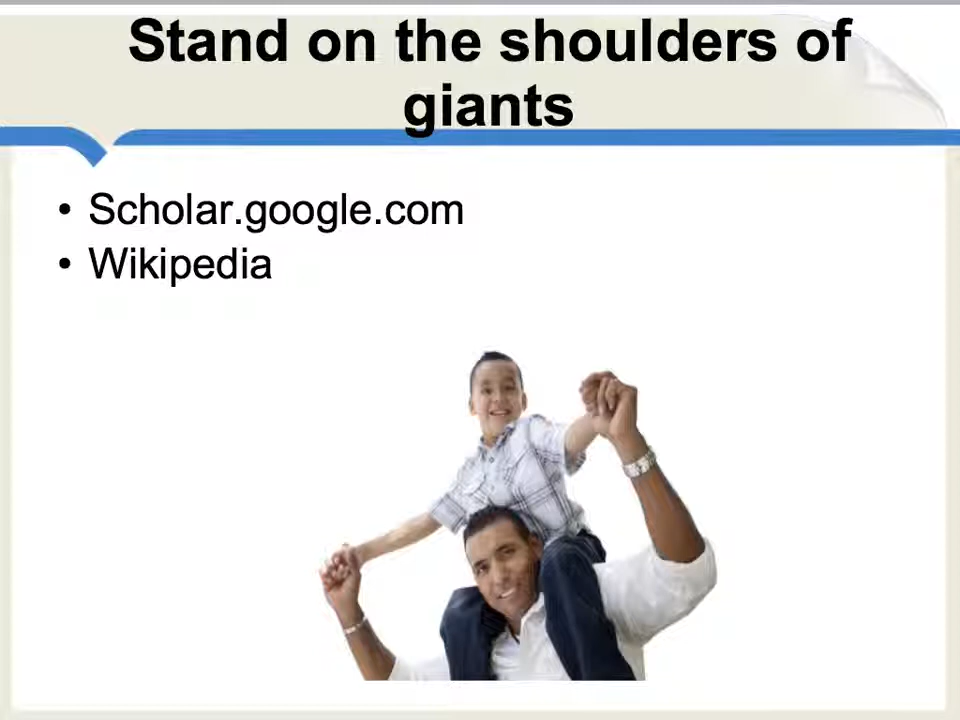 Stand on the shoulders of
giants
• Scholar.google.com
• Wikipedia